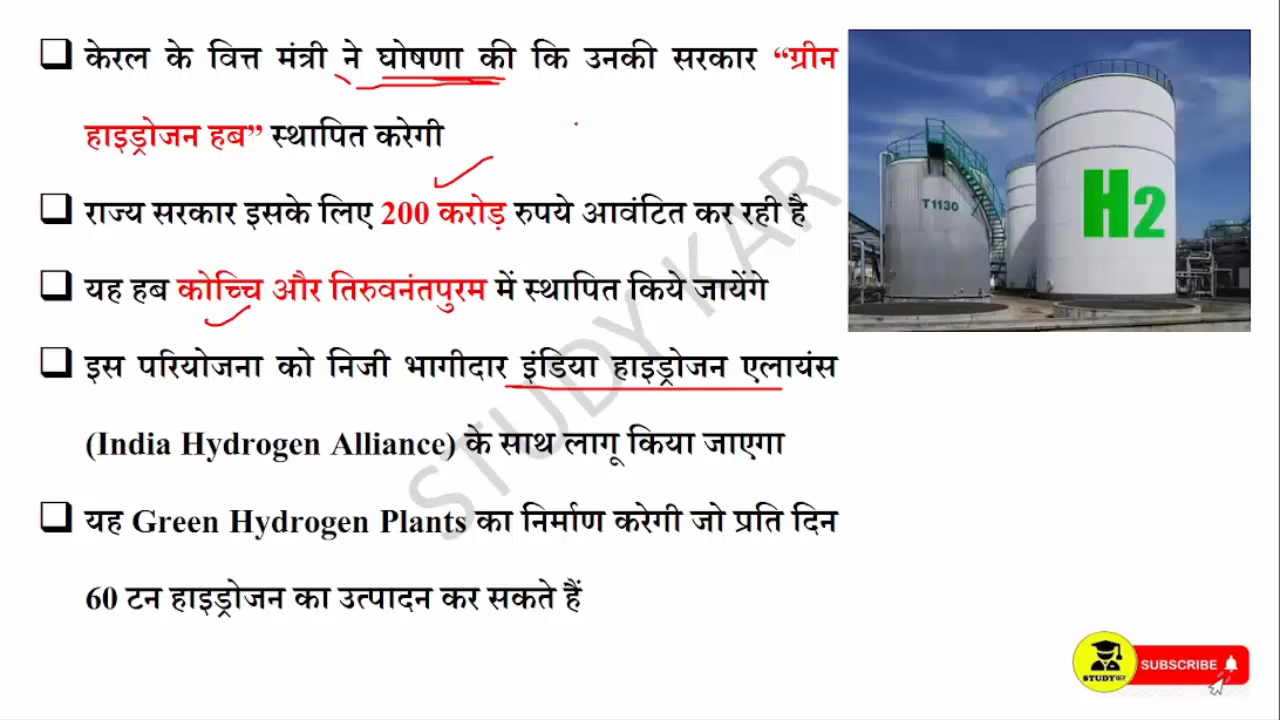 केरल के वित्त मंत्री ने घोषणा की कि उनकी सरकार “ग्रीन
हाइड्रोजन हब” स्थापित करेगी
राज्य सरकार इसके लिए 200 करोड़ रुपये आवंटित कर रही है
यह हब कोच्चि और तिरुवनंतपुरम में स्थापित किये जायेंगे
इस परियोजना को निजी भागीदार इंडिया हाइड्रोजन एलायंस
(India Hydrogen Alliance) के साथ लागू किया जाएगा
यह Green Hydrogen Plants का निर्माण करेगी जो प्रति दिन
60 टन हाइड्रोजन का उत्पादन कर सकते हैं
STUDY KAR
T1130
H2
STUDYकर
SUBSCRIBE